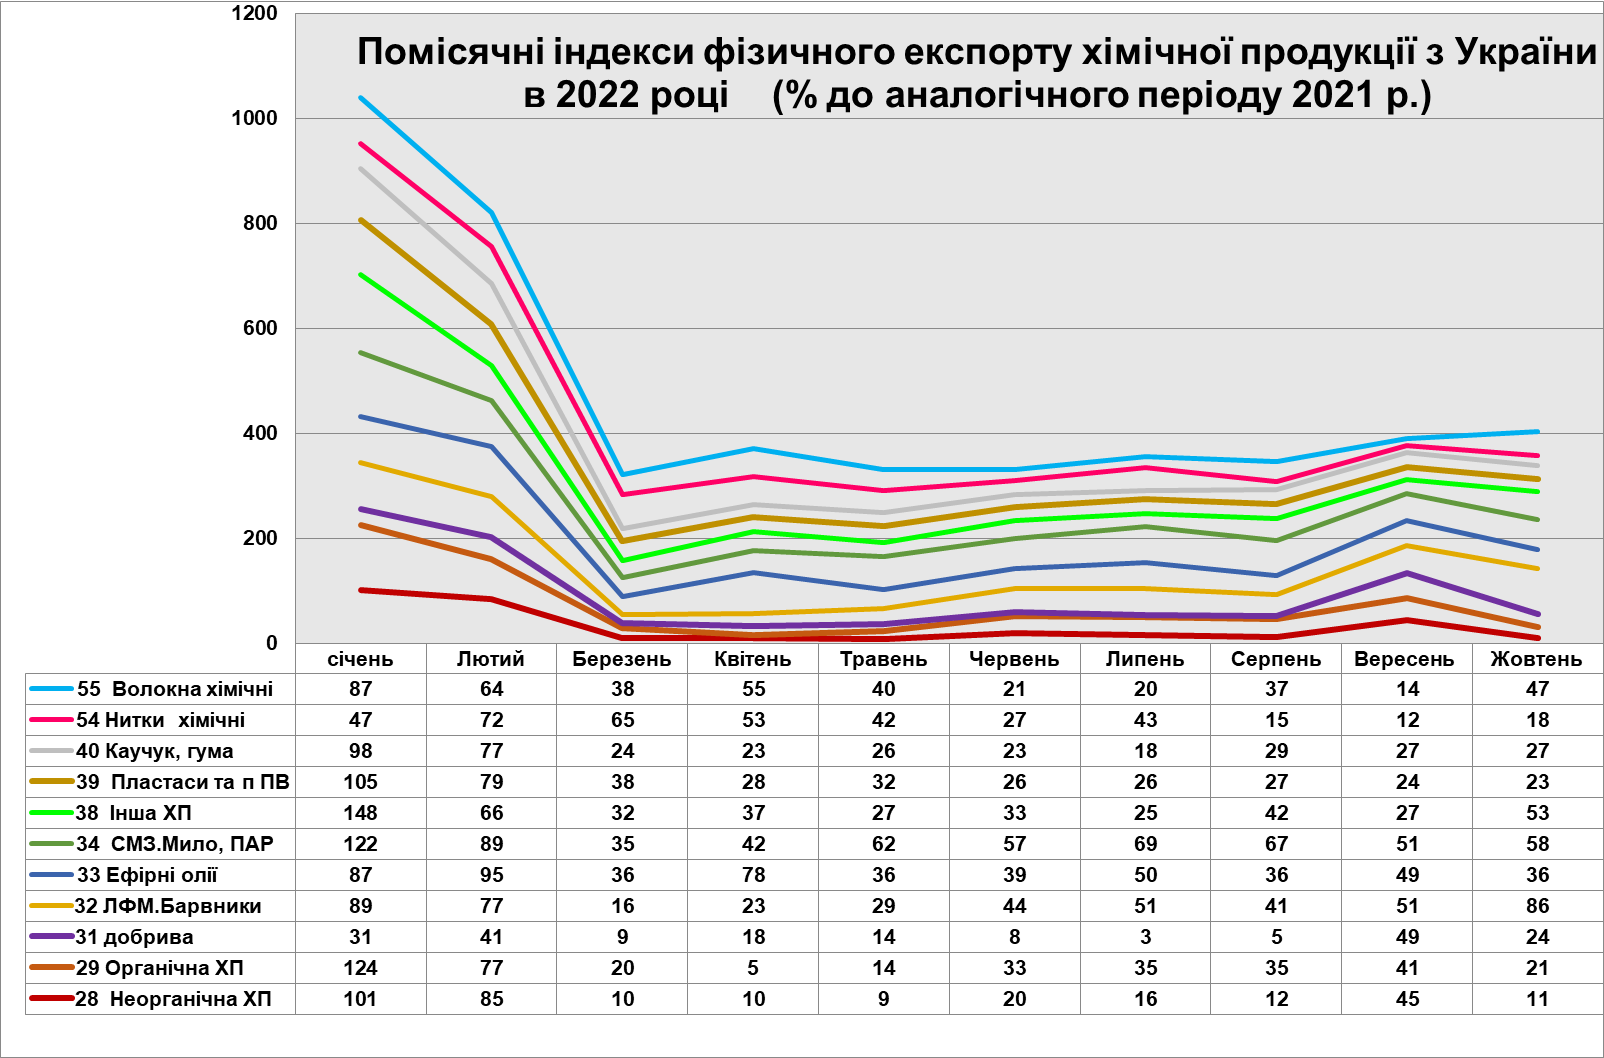 1200
Помісячні індекси фізичного експорту хімічної продукції з України
в 2022 році (% до аналогічного періоду 2021 р.)
1000
800
600
400
200
0
січень Лютий Березень Квітень Травень Червень Липень Серпень Вересень Жовтень
55 Волокна хімічні 87 64 38 55 40 21 20 37 14 47
54 Нитки хімічні 47 72 65 53 42 27 43 15 12 18
40 Каучук, гума 98 77 24 23 26 23 18 29 27 27
39 Пластаси та п ПВ 105 79 38 28 32 26 26 27 24 23
38 Інша ХП 148 66 32 37 27 33 25 42 27 53
34 СМЗ.Мило, ПАР 122 89 35 42 62 57 69 67 51 58
33 Ефірні олії 87 95 36 78 36 39 50 36 49 36
32 ЛФМ.Барвники 89 77 16 23 29 44 51 41 51 86
31 добрива 31 41 9 18 14 8 3 5 49 24
29 Органічна ХП 124 77 20 5 14 33 35 35 41 21
28 Неорганічна ХП 101 85 10 10 9 20 16 12 45 11